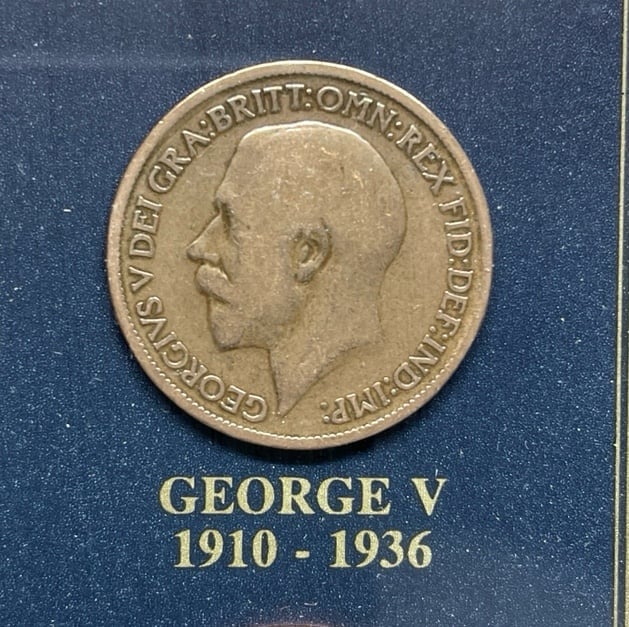 GEORGIVS V DEI GRA:BRITT:OMN:REX FID:DEF:IND:IMP:
GEORGE V
1910 - 1936